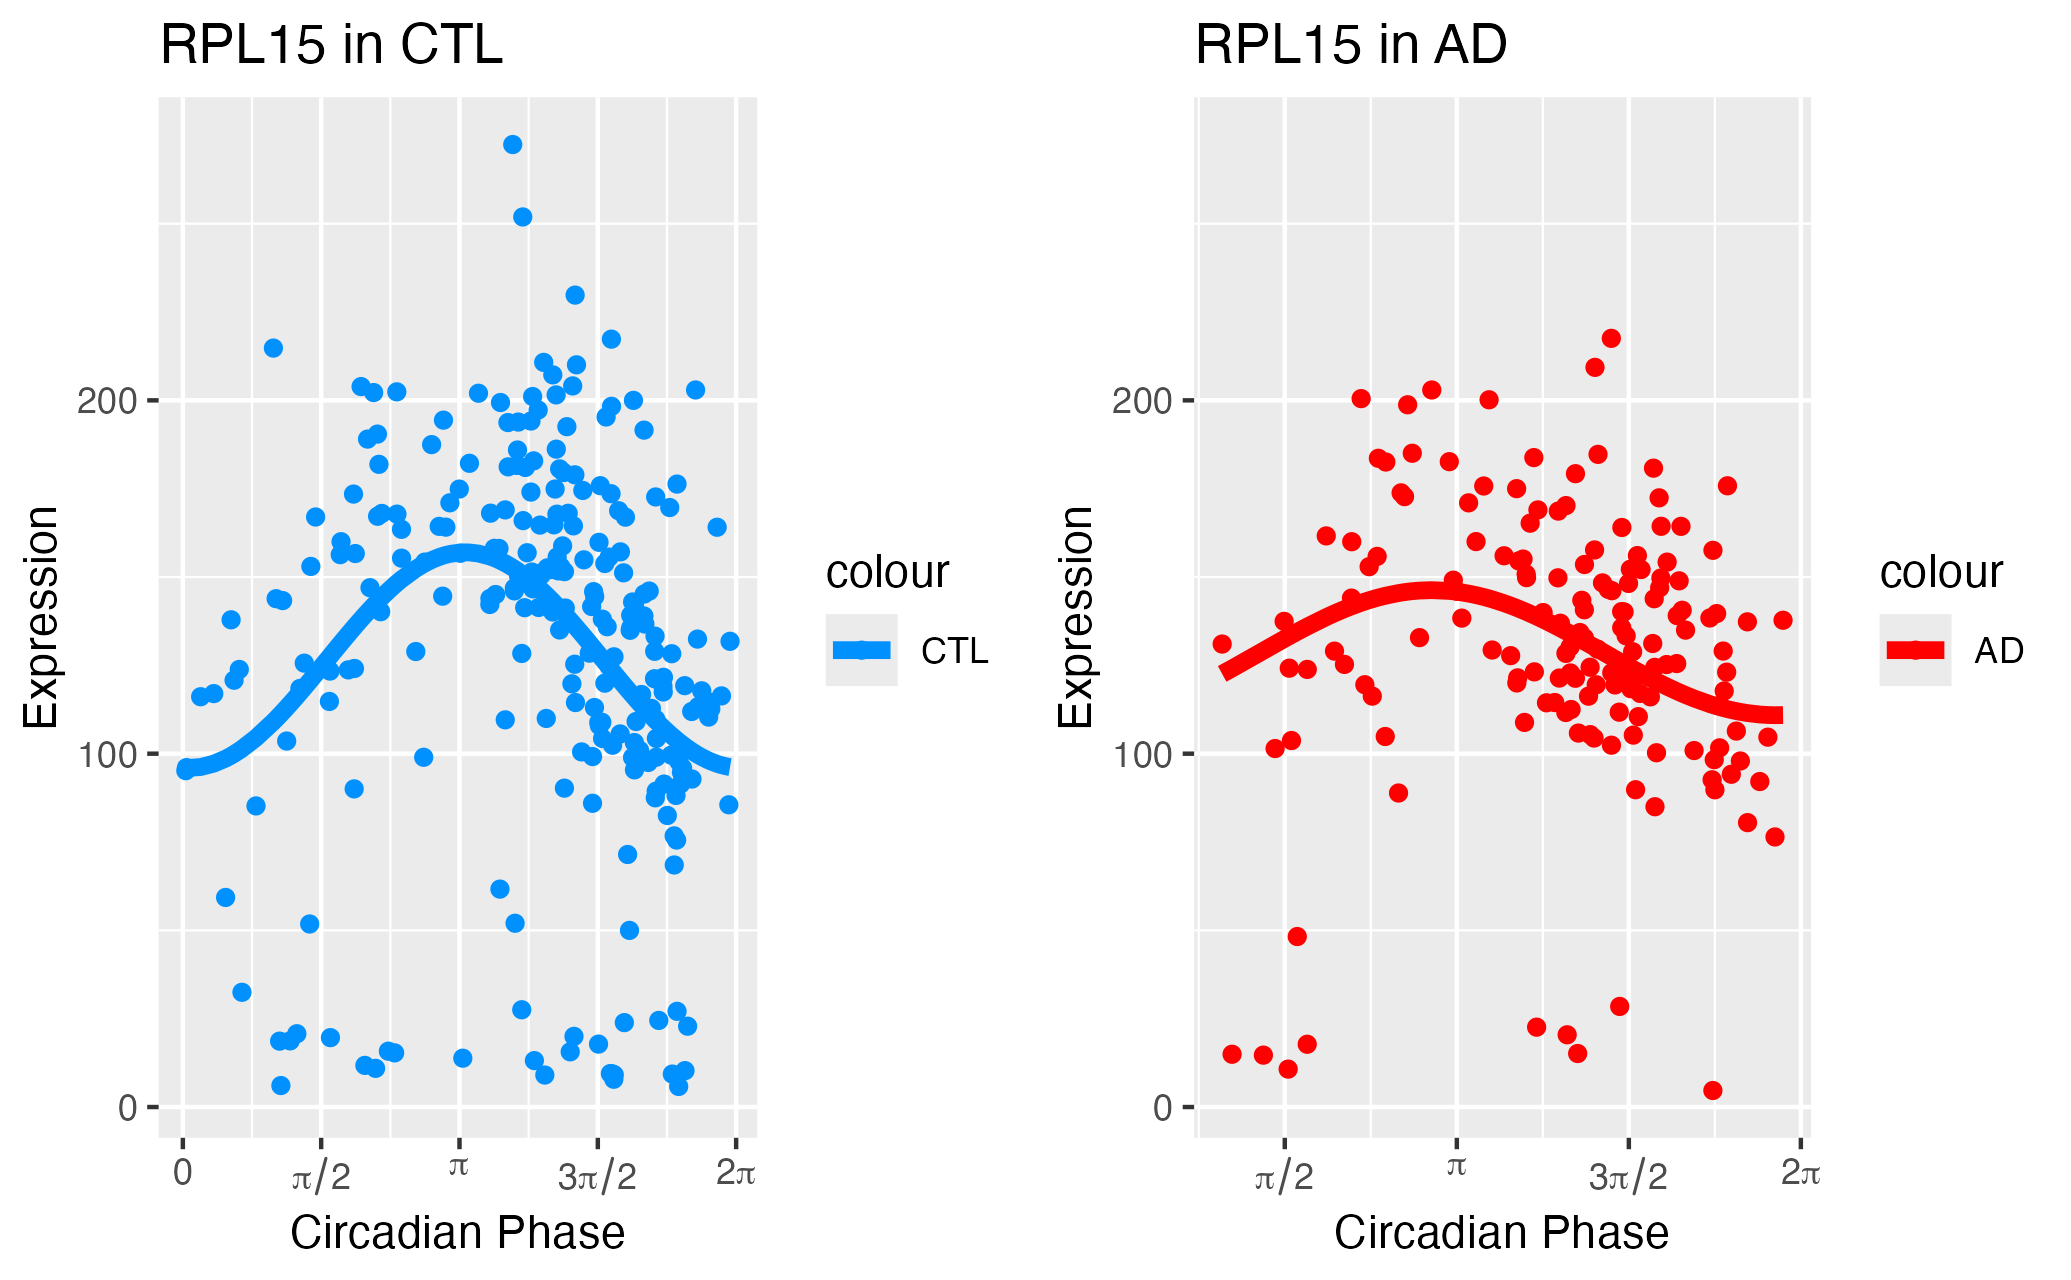 RPL15 in CTL
RPL15 in AD
Expression
200
100
0
0
π/2
π
3π/2
2π
Circadian Phase
colour
CTL
Expression
200
100
0
π/2
π
3π/2
2π
Circadian Phase
colour
AD